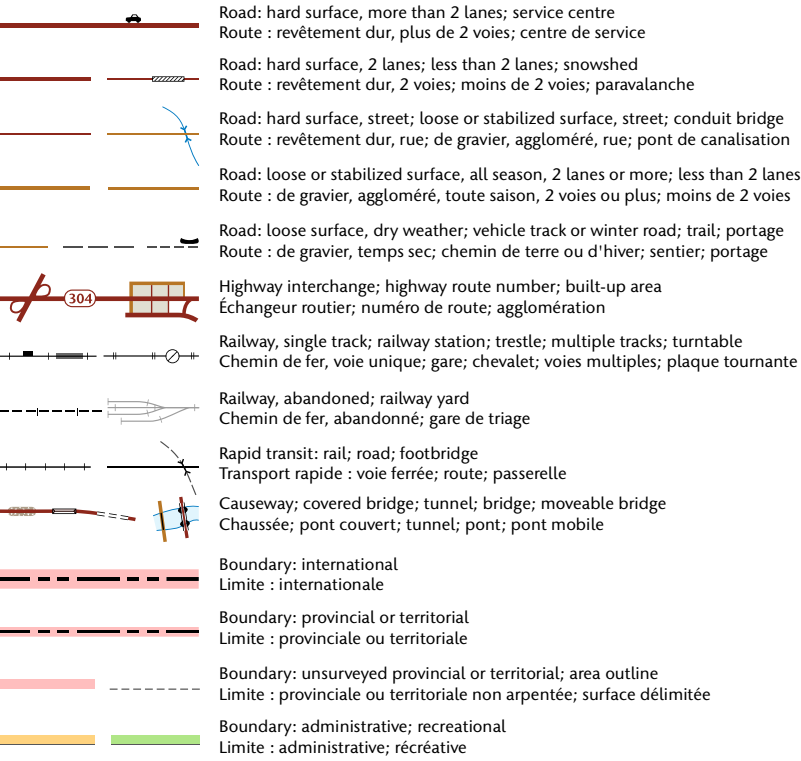 Road: hard surface, more than 2 lanes; service centre
Route : revêtement dur, plus de 2 voies; centre de service
Road: hard surface, 2 lanes; less than 2 lanes; snowshed
Route : revêtement dur, 2 voies; moins de 2 voies; paravalanche
Road: hard surface, street; loose or stabilized surface, street; conduit bridge
Route : revêtement dur, rue; de gravier, aggloméré, rue; pont de canalisation
Road: loose or stabilized surface, all season, 2 lanes or more; less than 2 lanes
Route : de gravier, aggloméré, toute saison, 2 voies ou plus; moins de 2 voies
Road: loose surface, dry weather; vehicle track or winter road; trail; portage
Route : de gravier, temps sec; chemin de terre ou d'hiver; sentier; portage
304
Highway interchange; highway route number; built-up area
Échangeur routier; numéro de route; agglomération
Railway, single track; railway station; trestle; multiple tracks; turntable
Chemin de fer, voie unique; gare; chevalet; voies multiples; plaque tournante
Railway, abandoned; railway yard
Chemin de fer, abandonné; gare de triage
Rapid transit: rail; road; footbridge
Transport rapide : voie ferrée; route; passerelle
Causeway; covered bridge; tunnel; bridge; moveable bridge
Chaussée; pont couvert; tunnel; pont; pont mobile
Boundary: international
Limite : internationale
Boundary: provincial or territorial
Limite : provinciale ou territoriale
Boundary: unsurveyed provincial or territorial; area outline
Limite : provinciale ou territoriale non arpentée; surface délimitée
Boundary: administrative; recreational
Limite : administrative; récréative